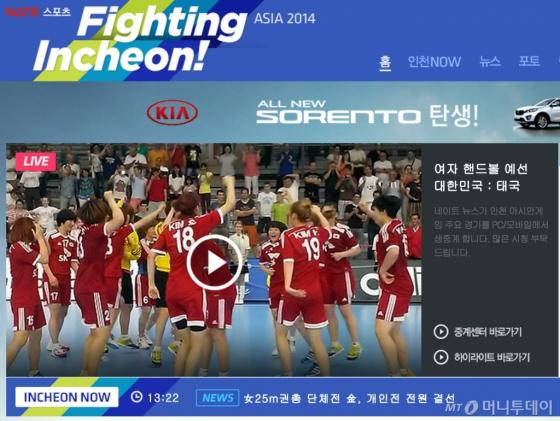 NATE 스포츠
Fighting
Incheon!
ASIA 2014
홈 인천NOW 뉴스 포토
KIA
ALL NEW
SORENTO 탄생!
LIVE
여자 핸드볼 예선
대한민국 : 태국
네이트 뉴스가 인천 아시안게
임 주요 경기를 PC/모바일에서
생중계 합니다. 많은 시청 부탁
드립니다.
KIM
18
19
17
15
중계센터 바로가기
하이라이트 바로가기
INCHEON NOW
13:22
NEWS
女25m권총 단체전 金, 개인전 전원 결선
MT 머니투데이